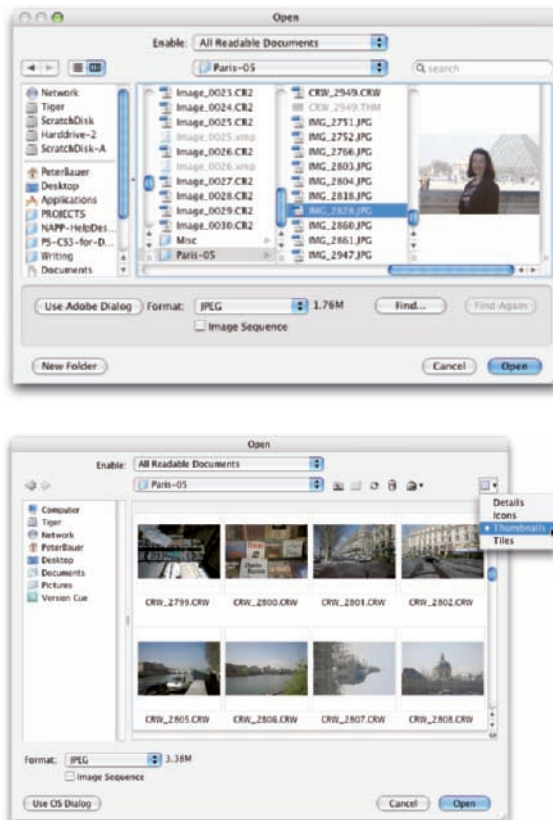 Open
Enable: All Readable Documents
Paris-05
search
Network
Tiger
ScratchDisk
Harddrive-2
ScratchDisk-A
PeterBauer
Desktop
Applications
PROJECTS
NAPP-HelpDes...
PS-CS3-for-D...
Writing
Documents
Image_0023.CR2
Image_0024.CR2
Image_0025.CR2
Image_0025.xmp
Image_0026.CR2
Image_0026.xmp
Image_0027.CR2
Image_0028.CR2
Image_0029.CR2
Image_0030.CR2
Misc
Paris-05
CRW_2949.CRW
CRW_2949.THM
IMG_2751.JPG
IMG_2752.JPG
IMG_2766.JPG
IMG_2803.JPG
IMG_2804.JPG
IMG_2818.JPG
IMG_2828.JPG
IMG_2860.JPG
IMG_2861.JPG
IMG_2947.JPG
Use Adobe Dialog Format: JPEG 1.76M Find... Find Again
Image Sequence
New Folder Cancel Open
Open
Enable: All Readable Documents
Paris-05
Details
Icons
Thumbnails
Tiles
Computer
Tiger
Network
PeterBauer
Desktop
Documents
Pictures
Version Cue
CRW_2799.CRW CRW_2800.CRW CRW_2801.CRW CRW_2802.CRW
CRW_2805.CRW CRW_2806.CRW CRW_2807.CRW CRW_2808.CRW
Format: JPEG 3.38M
Image Sequence
Use OS Dialog Cancel Open